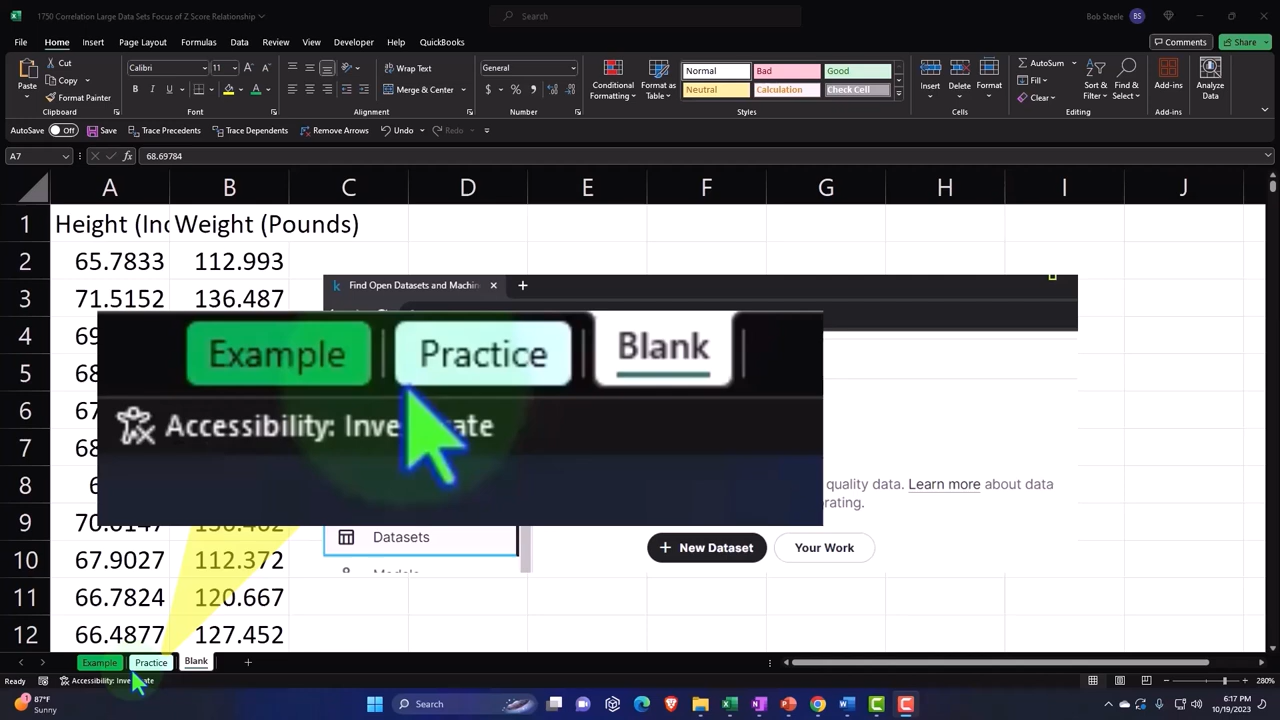 1750 Correlation Large Data Sets Focus of Z Score Relationship
Search
Bob Steele BS
File Home Insert Page Layout Formulas Data Review View Developer Help QuickBooks
Comments Share
Paste
Cut
Copy
Format Painter
Clipboard
Calibri 11
B I U
Font
Wrap Text
Merge & Center
Alignment
General
$ % ,
Number
Conditional Formatting
Format as Table
Normal Bad Good
Neutral Calculation Check Cell
Styles
Insert Delete Format
Cells
AutoSum
Fill
Clear
Sort & Filter
Find & Select
Editing
Add-ins
Add-ins
Analyze Data
AutoSave Off Save Trace Precedents Trace Dependents Remove Arrows Undo Redo
A7 fx 68.69784
A B C D E F G H I J
1 Height (Inc Weight (Pounds)
2 65.7833 112.993
3 71.5152 136.487
4
5
6
7
8
9
10 67.9027 112.372
11 66.7824 120.667
12 66.4877 127.452
k Find Open Datasets and Machin
Example Practice Blank
Accessibility:
quality data. Learn more about data
Datasets
New Dataset Your Work
Example Practice Blank
Ready Accessibility:
280%
87°F
Sunny
Search
6:17 PM
10/19/2023